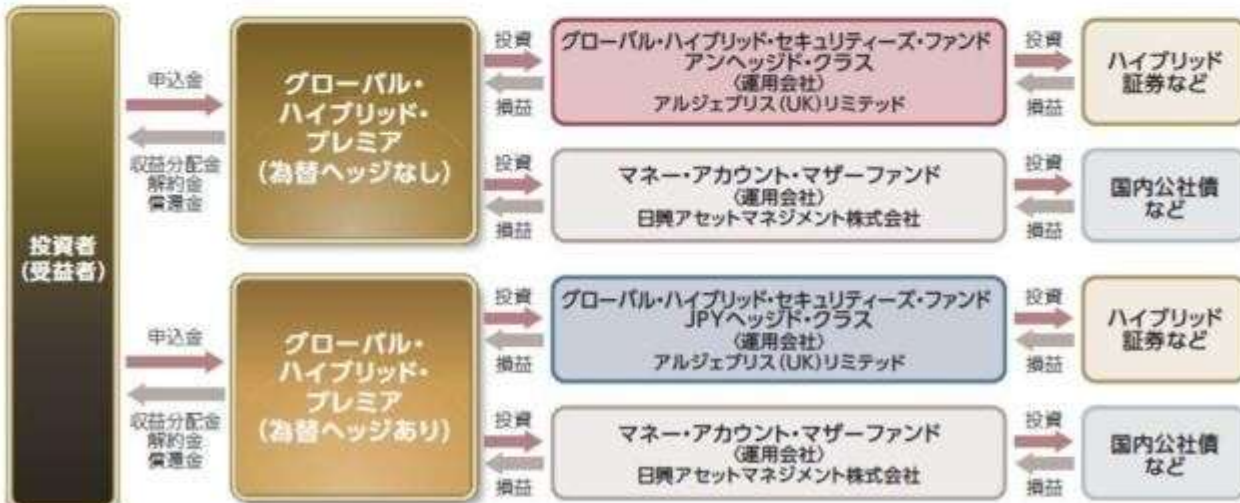 投資者
(受益者)
申込金
収益分配金
解約金
償還金
グローバル・
ハイブリッド・
プレミア
(為替ヘッジなし)
投資
損益
グローバル・ハイブリッド・セキュリティーズ・ファンド
アンヘッジド・クラス
(運用会社)
アルジェブリス(UK)リミテッド
投資
損益
ハイブリッド
証券など
投資
損益
マネー・アカウント・マザーファンド
(運用会社)
日興アセットマネジメント株式会社
投資
損益
国内公社債
など
申込金
収益分配金
解約金
償還金
グローバル・
ハイブリッド・
プレミア
(為替ヘッジあり)
投資
損益
グローバル・ハイブリッド・セキュリティーズ・ファンド
JPYヘッジド・クラス
(運用会社)
アルジェブリス(UK)リミテッド
投資
損益
ハイブリッド
証券など
投資
損益
マネー・アカウント・マザーファンド
(運用会社)
日興アセットマネジメント株式会社
投資
損益
国内公社債
など